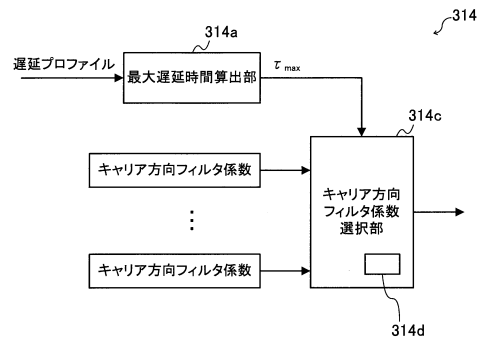 314
314a
遅延プロファイル
最大遅延時間算出部
τmax
314c
キャリア方向フィルタ係数
キャリア方向
フィルタ係数
選択部
⋮
キャリア方向フィルタ係数
314d